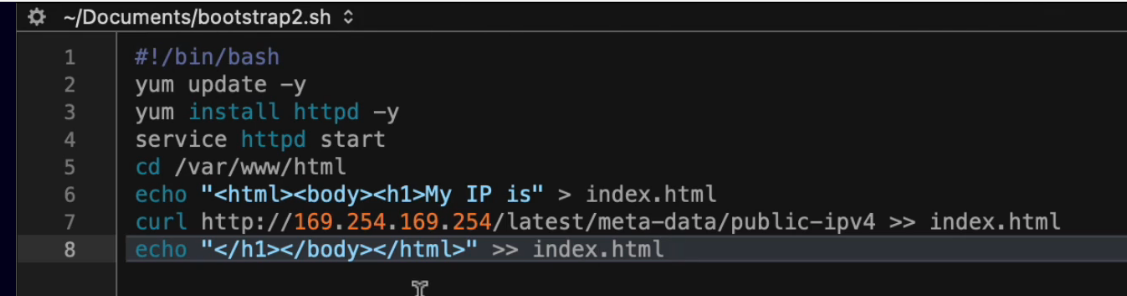 ~/Documents/bootstrap2.sh
1 #!/bin/bash
2 yum update -y
3 yum install httpd -y
4 service httpd start
5 cd /var/www/html
6 echo "<html><body><h1>My IP is" > index.html
7 curl http://169.254.169.254/latest/meta-data/public-ipv4 >> index.html
8 echo "</h1></body></html>" >> index.html